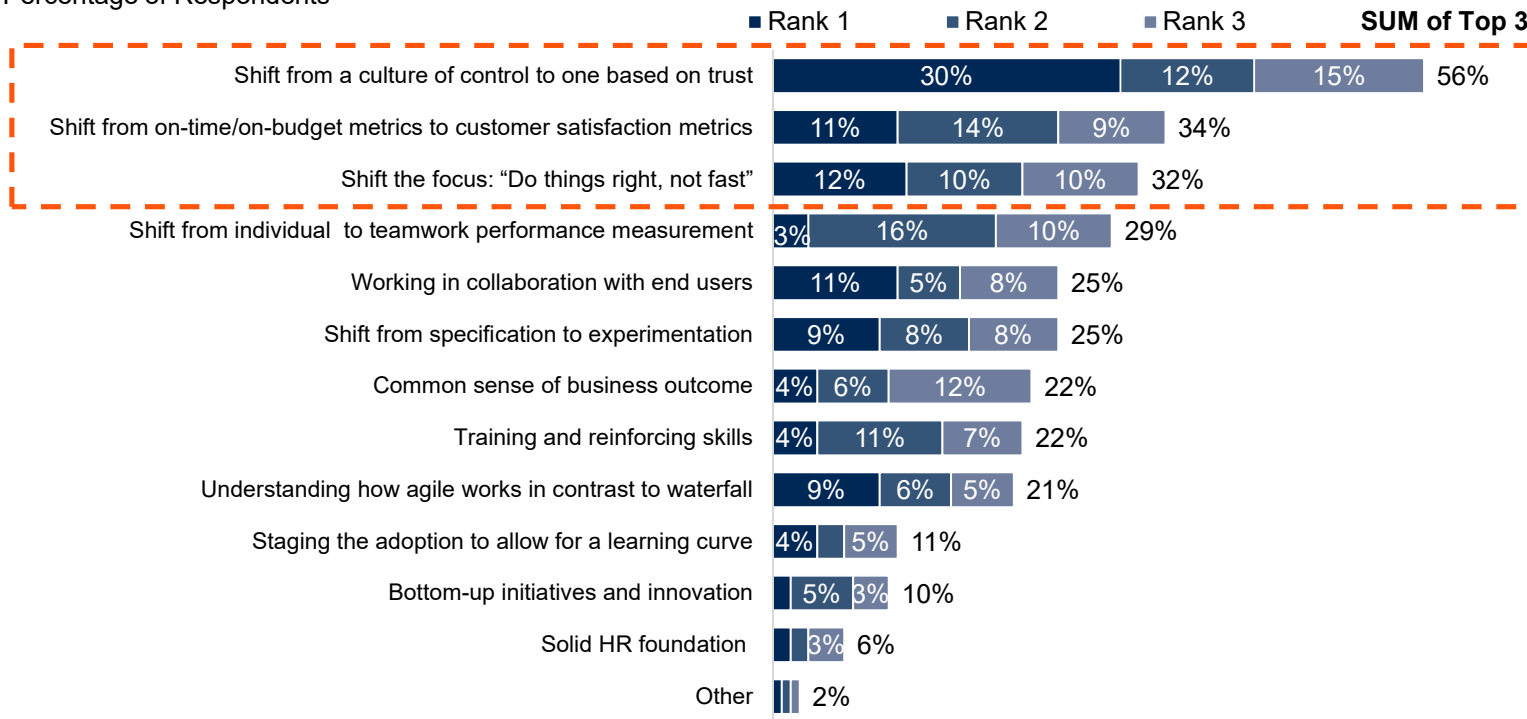 Percentage of Respondents
Rank 1 Rank 2 Rank 3 SUM of Top 3
Shift from a culture of control to one based on trust 30% 12% 15% 56%
Shift from on-time/on-budget metrics to customer satisfaction metrics 11% 14% 9% 34%
Shift the focus: “Do things right, not fast” 12% 10% 10% 32%
Shift from individual to teamwork performance measurement 3% 16% 10% 29%
Working in collaboration with end users 11% 5% 8% 25%
Shift from specification to experimentation 9% 8% 8% 25%
Common sense of business outcome 4% 6% 12% 22%
Training and reinforcing skills 4% 11% 7% 22%
Understanding how agile works in contrast to waterfall 9% 6% 5% 21%
Staging the adoption to allow for a learning curve 4% 5% 11%
Bottom-up initiatives and innovation 5% 3% 10%
Solid HR foundation 3% 6%
Other 2%